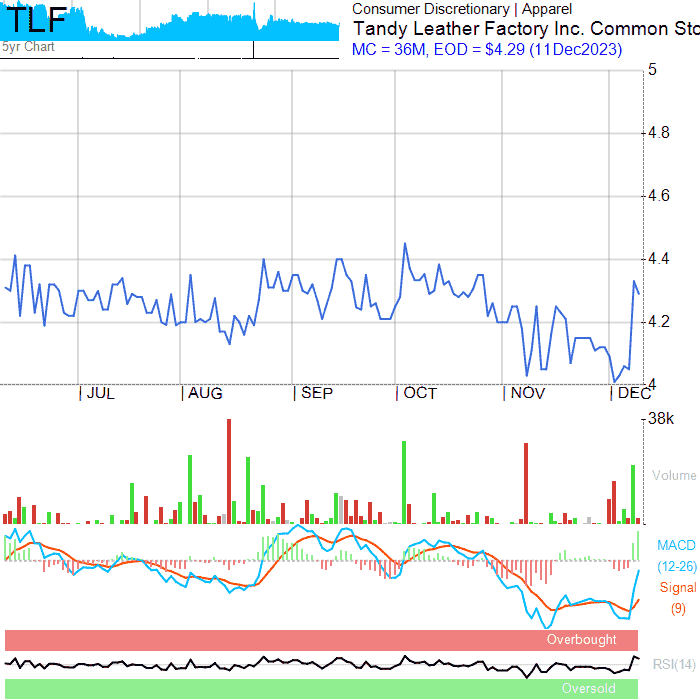 TLF
5yr Chart
Consumer Discretionary | Apparel
Tandy Leather Factory Inc. Common Sto
MC = 36M, EOD = $4.29 (11Dec2023)
5
4.8
4.6
4.4
4.2
4
JUL AUG SEP OCT NOV DEC
38k
Volume
MACD
(12-26)
Signal
(9)
Overbought
RSI(14)
Oversold